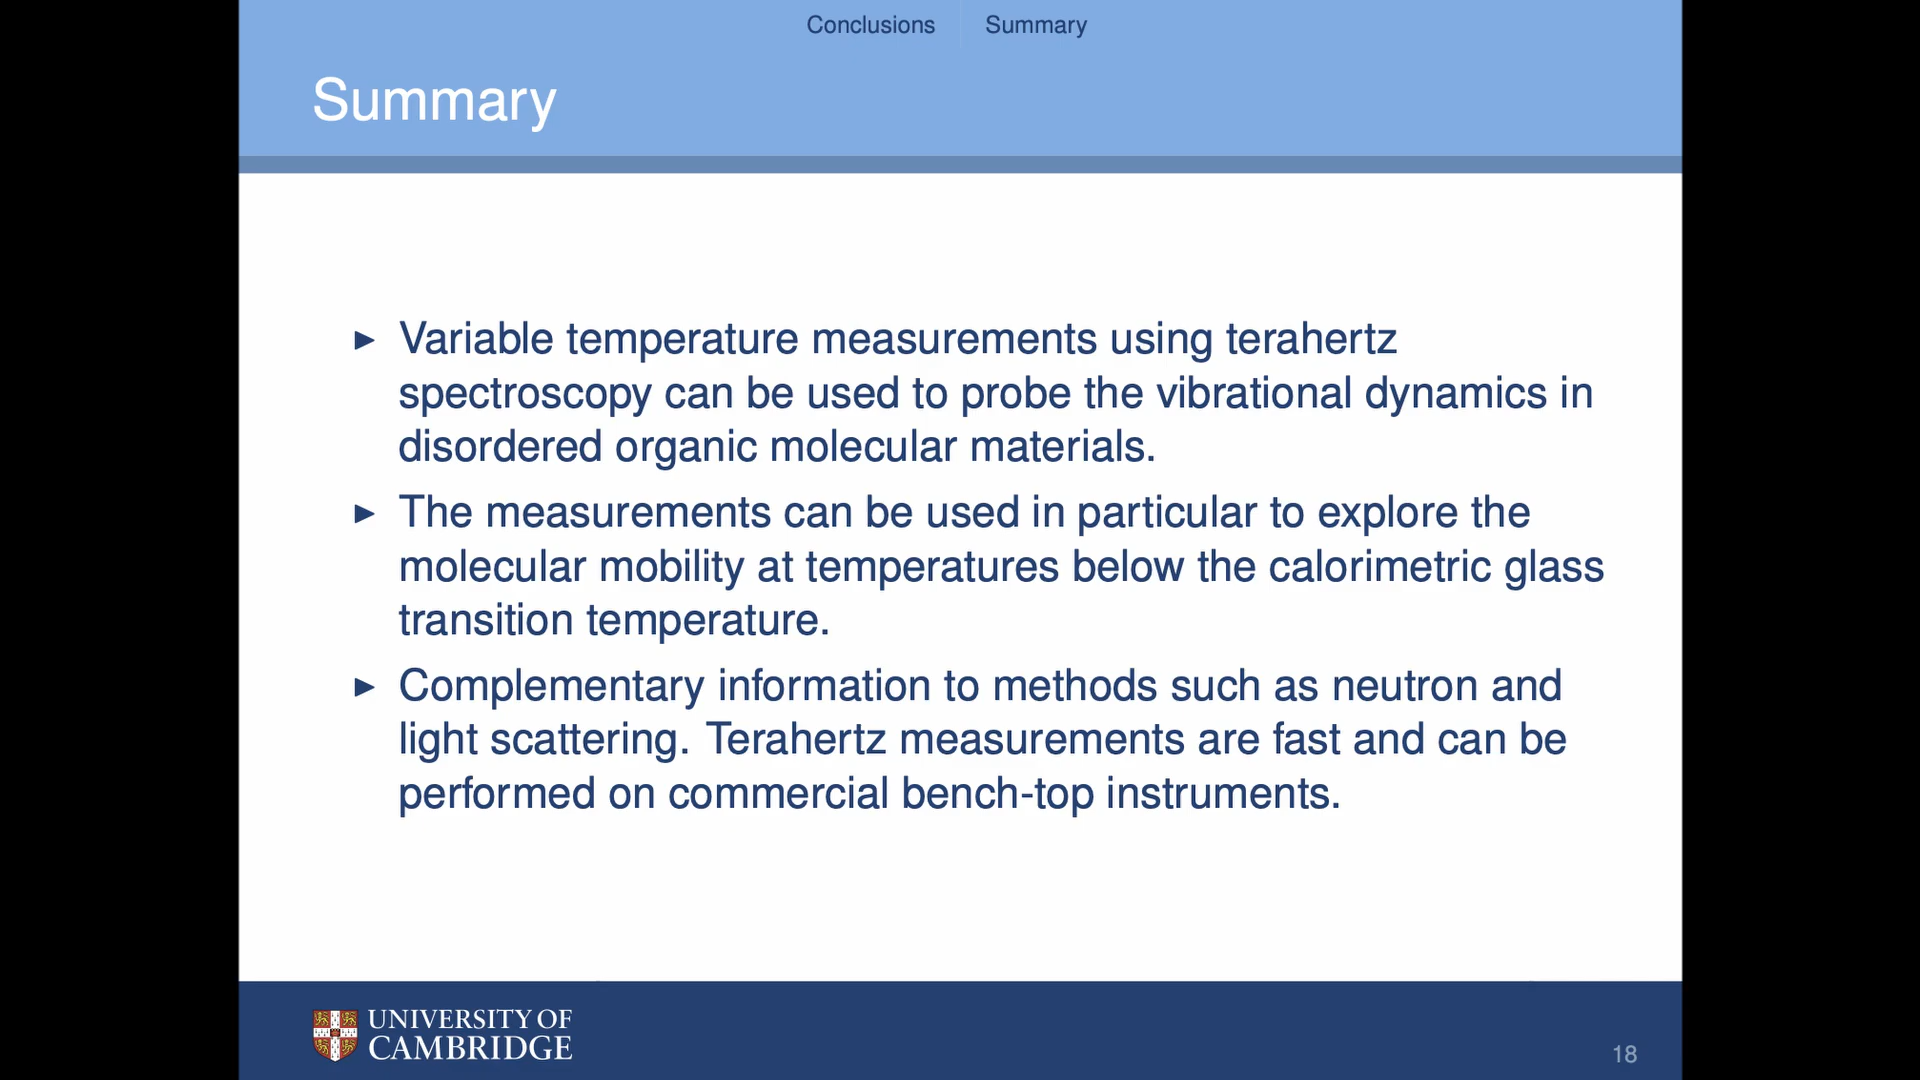 Conclusions Summary
Summary
► Variable temperature measurements using terahertz
spectroscopy can be used to probe the vibrational dynamics in
disordered organic molecular materials.
► The measurements can be used in particular to explore the
molecular mobility at temperatures below the calorimetric glass
transition temperature.
► Complementary information to methods such as neutron and
light scattering. Terahertz measurements are fast and can be
performed on commercial bench-top instruments.
UNIVERSITY OF
CAMBRIDGE
18